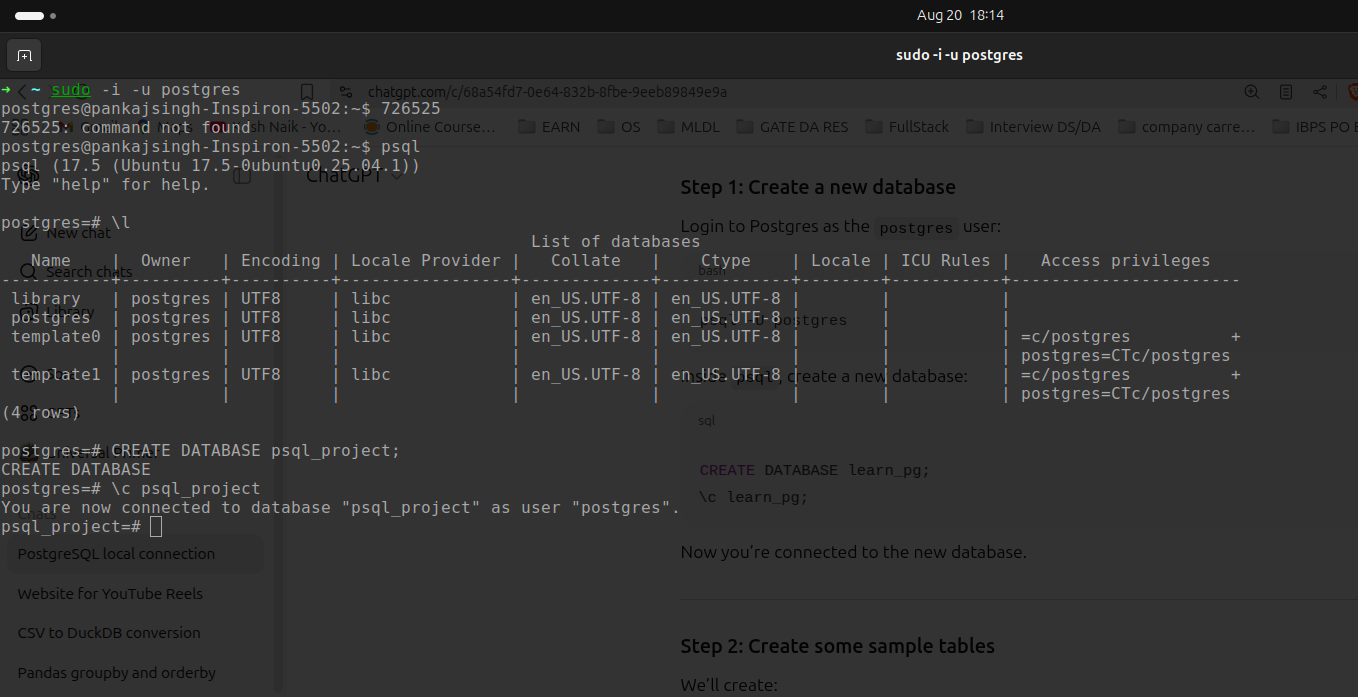 Aug 20 18:14
sudo -i -u postgres
➜ ~ sudo -i -u postgres
chatgpt.com/c/68a54fd7-0e64-832b-8fbe-9eeb89849e9a
postgres@pankajsingh-Inspiron-5502:~$ 726525
726525: command not found
Naik - Yo...
Online Course...
EARN
OS
MLDL
GATE DA RES
FullStack
Interview DS/DA
company carre...
IBPS PO
postgres@pankajsingh-Inspiron-5502:~$ psql
psql (17.5 (Ubuntu 17.5-0ubuntu0.25.04.1))
Type "help" for help.
ChatGPT
postgres=# \l
List of databases
Name | Owner | Encoding | Locale Provider | Collate | Ctype | Locale | ICU Rules | Access privileges
-----------+----------+----------+-----------------+-------------+-------------+--------+-----------+-----------------------
library | postgres | UTF8 | libc | en_US.UTF-8 | en_US.UTF-8 | | |
postgres | postgres | UTF8 | libc | en_US.UTF-8 | en_US.UTF-8 | | |
template0 | postgres | UTF8 | libc | en_US.UTF-8 | en_US.UTF-8 | | | =c/postgres +
| | | | | | | | postgres=CTc/postgres
template1 | postgres | UTF8 | libc | en_US.UTF-8 | en_US.UTF-8 | | | =c/postgres +
| | | | | | | | postgres=CTc/postgres
(4 rows)
postgres=# CREATE DATABASE psql_project;
CREATE DATABASE
postgres=# \c psql_project
You are now connected to database "psql_project" as user "postgres".
psql_project=#
New chat
Search chats
Library
PostgreSQL local connection
Website for YouTube Reels
CSV to DuckDB conversion
Pandas groupby and orderby
Step 1: Create a new database
Login to Postgres as the postgres user:
bash
postgres
create a new database:
sql
CREATE DATABASE learn_pg;
\c learn_pg;
Now you’re connected to the new database.
Step 2: Create some sample tables
We’ll create: